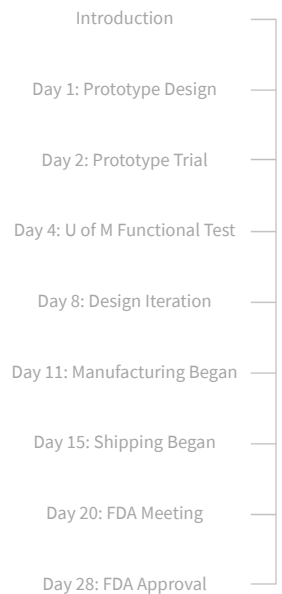 Introduction
Day 1: Prototype Design
Day 2: Prototype Trial
Day 4: U of M Functional Test
Day 8: Design Iteration
Day 11: Manufacturing Began
Day 15: Shipping Began
Day 20: FDA Meeting
Day 28: FDA Approval